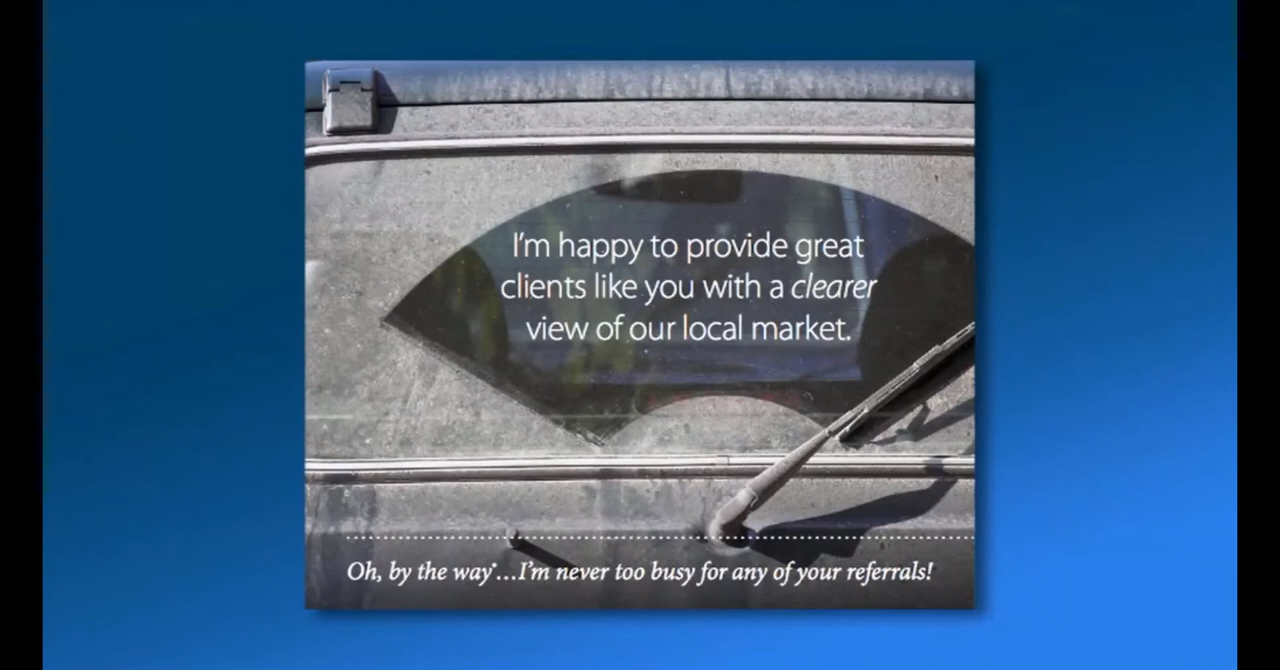 I'm happy to provide great
clients like you with a clearer
view of our local market.
Oh, by the way*...I'm never too busy for any of your referrals!